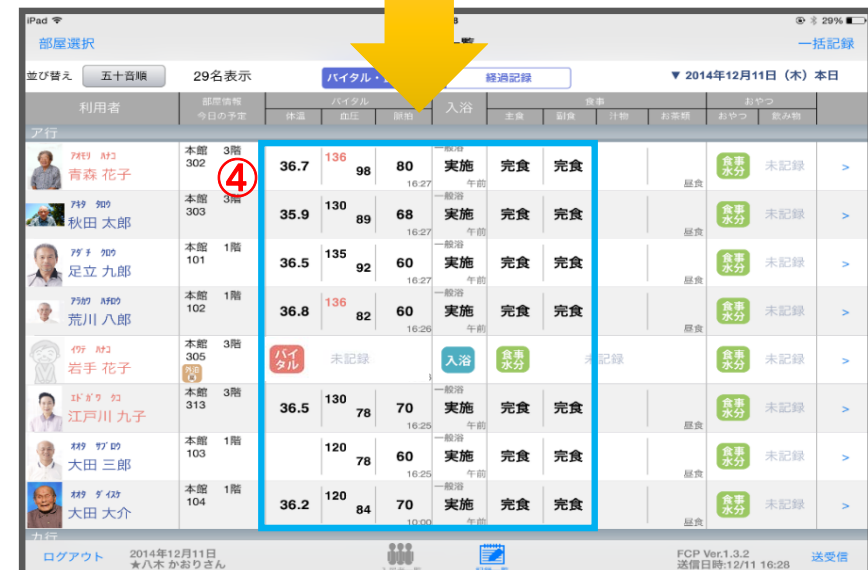 iPad 29%
部屋選択 一括記録
並び替え 五十音順 29名表示 バイタル・ 経過記録 ▼ 2014年12月11日（木） 本日
利用者 部屋情報 今日の予定 バイタル 体温 血圧 脈拍 入浴 食事 主食 副食 汁物 お茶類 おやつ おやつ 飲み物
ア行
④
ｱｵﾓﾘ ﾊﾅｺ
青森 花子 本館 3階 302 36.7 136 98 80 16:27 一般浴 実施 午前 完食 完食 昼食 食事水分 未記録 >
ｱｷﾀ ﾀﾛｳ
秋田 太郎 本館 3階 303 35.9 130 89 68 16:27 一般浴 実施 午前 完食 完食 昼食 食事水分 未記録 >
足立 九郎 本館 1階 101 36.5 135 92 60 16:27 一般浴 実施 午前 完食 完食 昼食 食事水分 未記録 >
ｱﾗｶﾜ ﾊﾁﾛｳ
荒川 八郎 本館 1階 102 36.8 136 82 60 16:26 一般浴 実施 午前 完食 完食 昼食 食事水分 未記録 >
ｲﾜﾃ ﾊﾅｺ
岩手 花子 本館 3階 305 バイタル 未記録 入浴 食事水分 未記録 食事水分 未記録 >
江戸川 九子 本館 3階 313 36.5 130 78 70 16:25 一般浴 実施 午前 完食 完食 昼食 食事水分 未記録 >
ｵｵﾀ ｻﾌﾞﾛｳ
大田 三郎 本館 1階 103 120 78 60 16:25 一般浴 実施 午前 完食 完食 昼食 食事水分 未記録 >
ｵｵﾀ ﾀﾞｲｽｹ
大田 大介 本館 1階 104 36.2 120 84 70 10:00 一般浴 実施 午前 完食 完食 昼食 食事水分 未記録 >
カ行
ログアウト 2014年12月11日 FCP Ver.1.3.2 送受信
★八木 かおりさん 送信日時:12/11 16:28